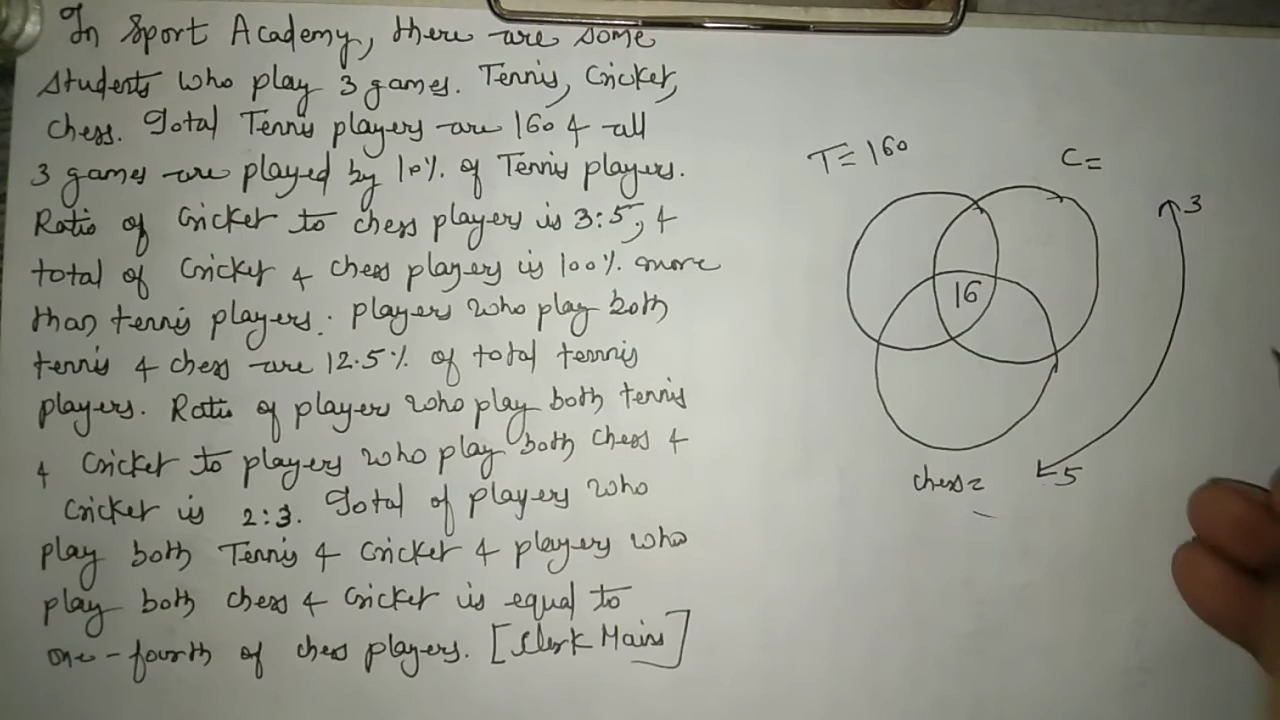 In Sport Academy, there are some
students who play 3 games. Tennis, Cricket,
chess. Total Tennis players are 160 & all
3 games are played by 10% of Tennis players.
Ratio of Cricket to chess players is 3:5, &
total of Cricket & chess players is 100% more
than tennis players. Players who play both
tennis & chess are 12.5% of total tennis
players. Ratio of players who play both tennis
& Cricket to players who play both chess &
Cricket is 2:3. Total of players who
play both Tennis & Cricket & players who
play both chess & Cricket is equal to
one-fourth of chess players. [Clerk Mains]
T=160
C=
3
16
chess=
5